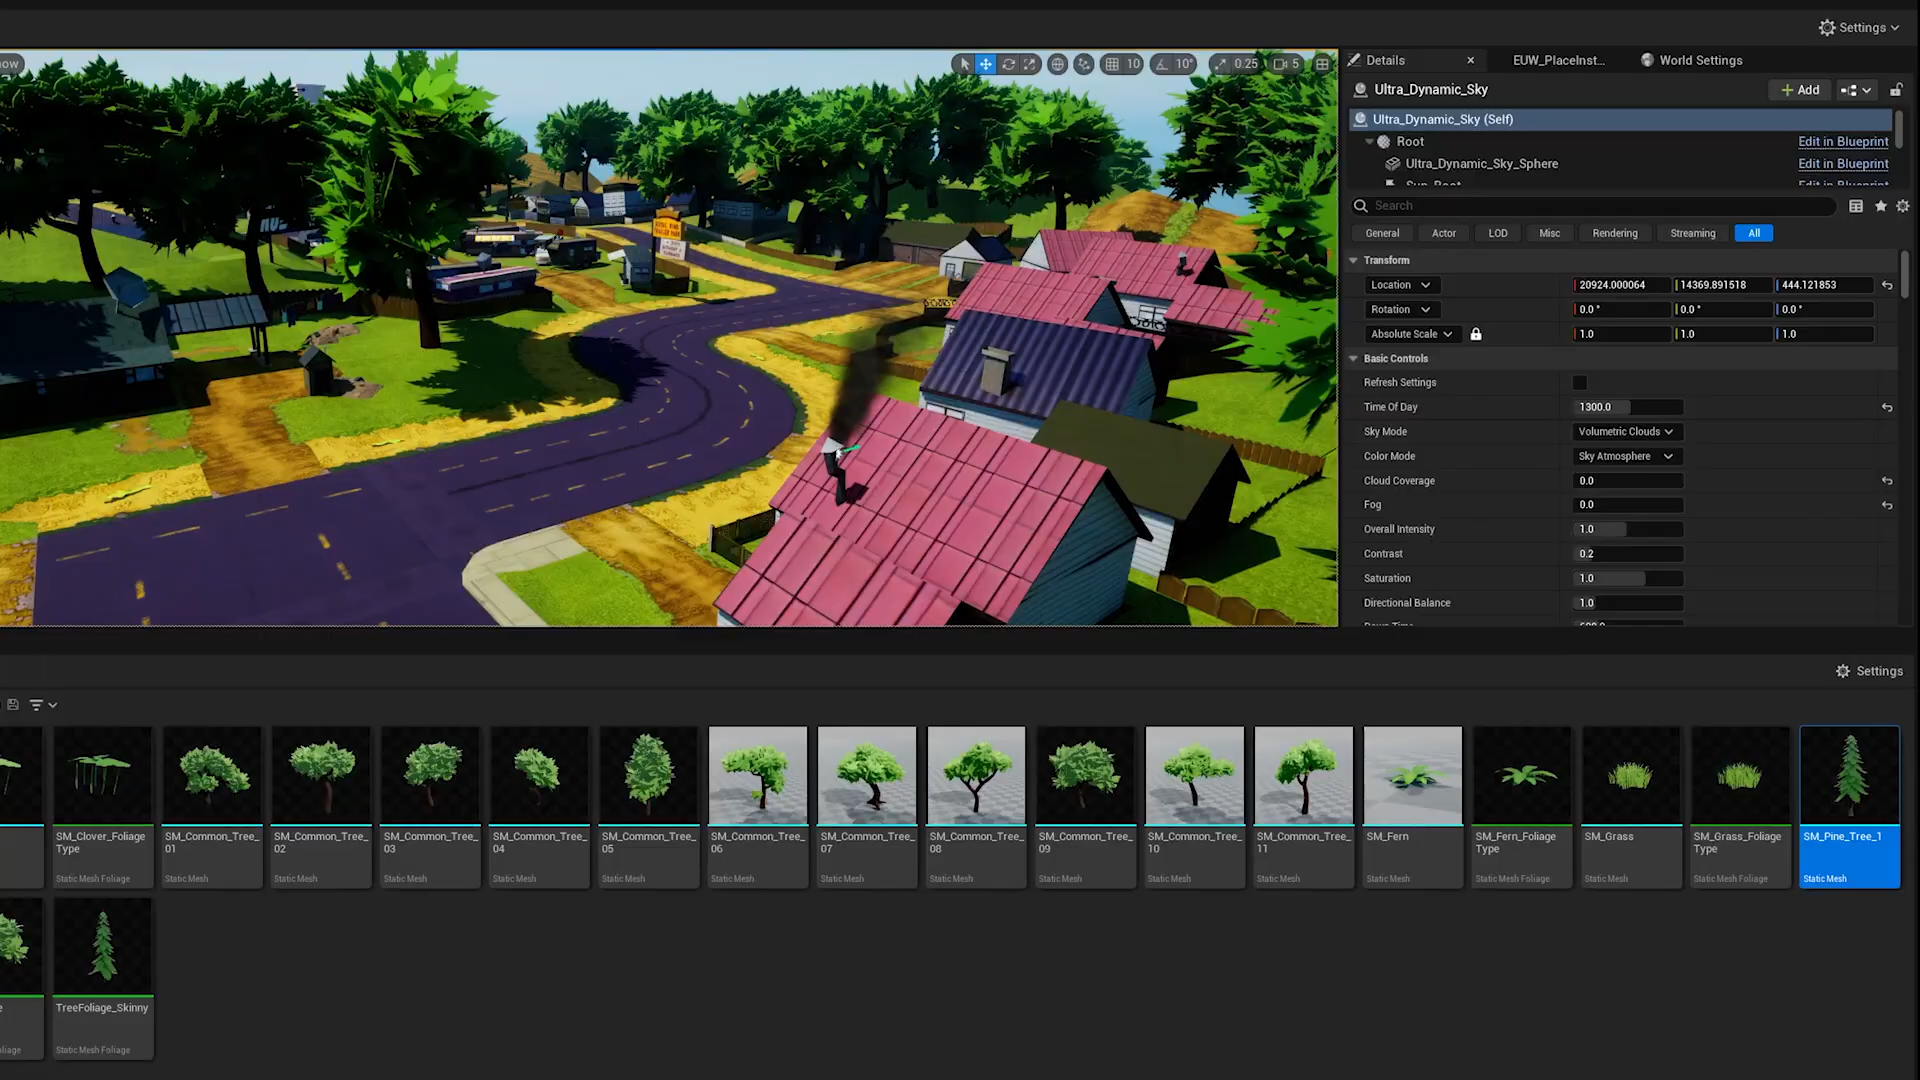 Settings
ow
10
10°
0.25
5
Details
EUW_PlaceInst...
World Settings
Ultra_Dynamic_Sky
Add
Ultra_Dynamic_Sky (Self)
Root
Edit in Blueprint
Ultra_Dynamic_Sky_Sphere
Edit in Blueprint
Sun_Root
Edit in Blueprint
Search
General
Actor
LOD
Misc
Rendering
Streaming
All
Transform
Location
20924.000064
14369.891518
444.121853
Rotation
0.0 °
0.0 °
0.0 °
Absolute Scale
1.0
1.0
1.0
Basic Controls
Refresh Settings
Time Of Day
1300.0
Sky Mode
Volumetric Clouds
Color Mode
Sky Atmosphere
Cloud Coverage
0.0
Fog
0.0
Overall Intensity
1.0
Contrast
0.2
Saturation
1.0
Directional Balance
1.0
Settings
SM_Clover_Foliage
Type
Static Mesh Foliage
SM_Common_Tree_
01
Static Mesh
SM_Common_Tree_
02
Static Mesh
SM_Common_Tree_
03
Static Mesh
SM_Common_Tree_
04
Static Mesh
SM_Common_Tree_
05
Static Mesh
SM_Common_Tree_
06
Static Mesh
SM_Common_Tree_
07
Static Mesh
SM_Common_Tree_
08
Static Mesh
SM_Common_Tree_
09
Static Mesh
SM_Common_Tree_
10
Static Mesh
SM_Common_Tree_
11
Static Mesh
SM_Fern
Static Mesh
SM_Fern_Foliage
Type
Static Mesh Foliage
SM_Grass
Static Mesh
SM_Grass_Foliage
Type
Static Mesh Foliage
SM_Pine_Tree_1
Static Mesh
e
oliage
TreeFoliage_Skinny
Static Mesh Foliage